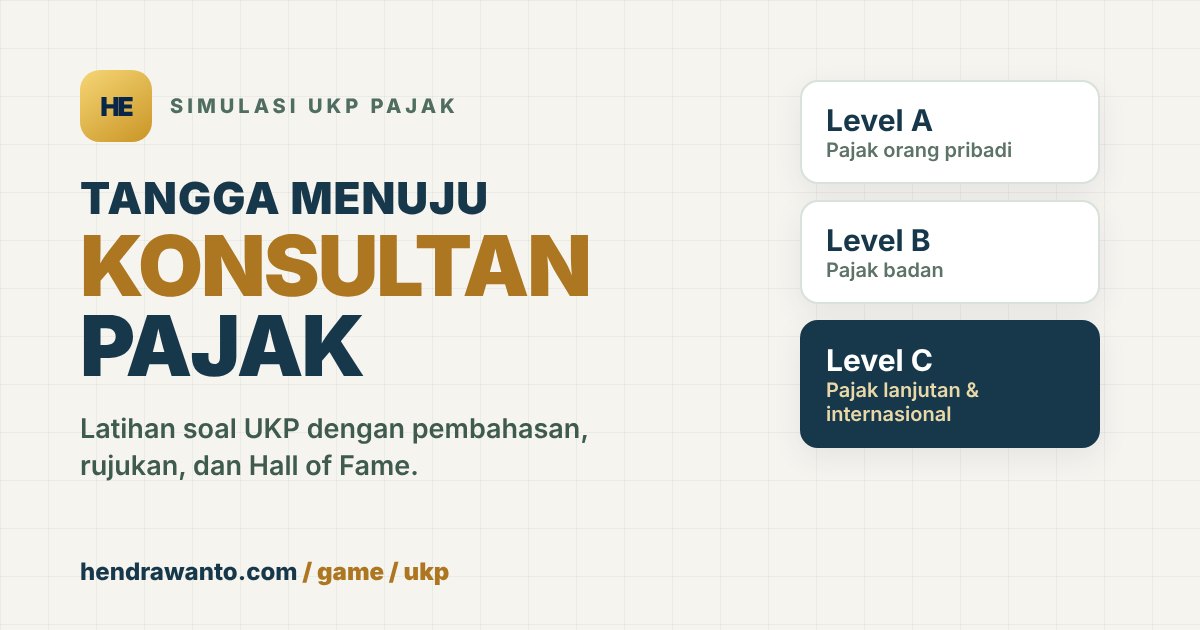 HE
SIMULASI UKP PAJAK
TANGGA MENUJU
KONSULTAN
PAJAK
Latihan soal UKP dengan pembahasan,
rujukan, dan Hall of Fame.
hendrawanto.com / game / ukp
Level A
Pajak orang pribadi
Level B
Pajak badan
Level C
Pajak lanjutan &
internasional